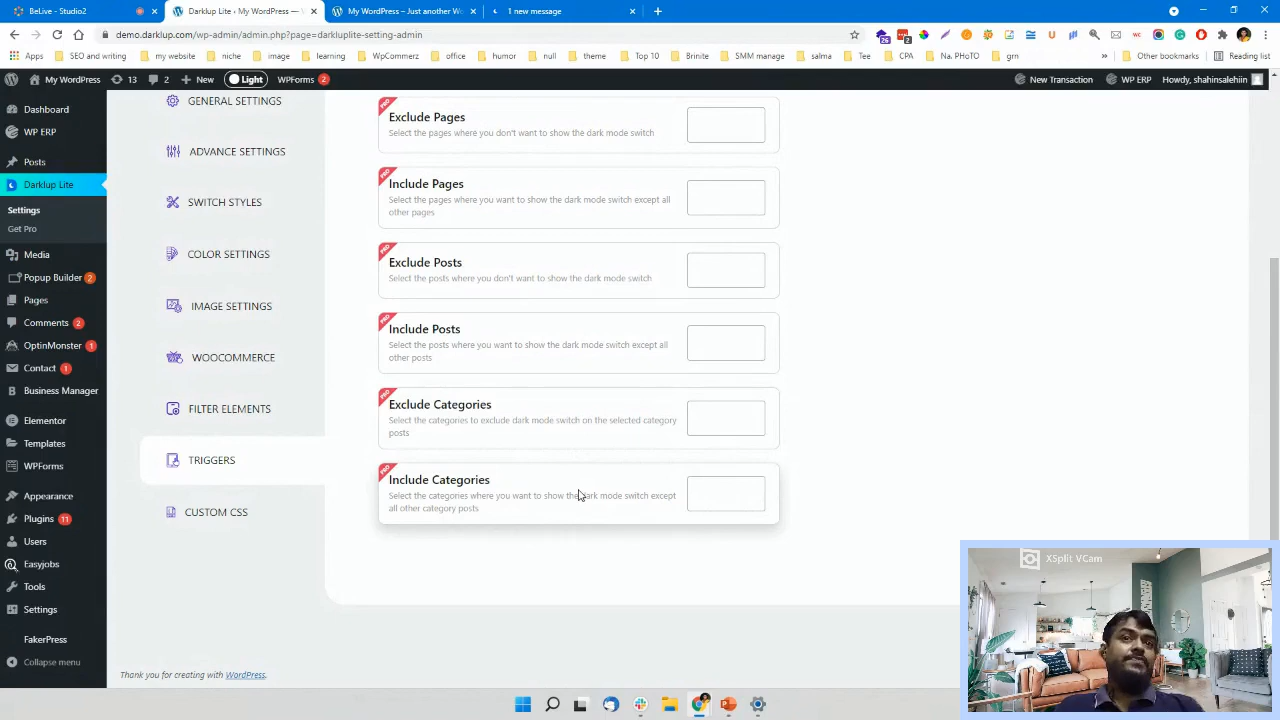 BeLive - Studio2
Darklup Lite ‹ My WordPress —
My WordPress – Just another Wo
1 new message
demo.darklup.com/wp-admin/admin.php?page=darkluplite-setting-admin
26
2
Apps
SEO and writing
niche
image
learning
WpCommerz
office
humor
null
theme
Top 10
Brinite
SMM manage
salma
Tee
CPA
Na, PHoTO
grn
»
Other bookmarks
Reading list
My WordPress
13
2
New
Light
WPForms 2
New Transaction
WP ERP
Howdy, shahinsalehiin
Dashboard
WP ERP
Posts
Darklup Lite
Settings
Get Pro
Media
Popup Builder 2
Pages
Comments 2
OptinMonster 1
Contact 1
Business Manager
Elementor
Templates
WPForms
Appearance
Plugins 11
Users
Easyjobs
Tools
Settings
FakerPress
Collapse menu
GENERAL SETTINGS
ADVANCE SETTINGS
SWITCH STYLES
COLOR SETTINGS
IMAGE SETTINGS
WOOCOMMERCE
FILTER ELEMENTS
TRIGGERS
CUSTOM CSS
PRO
Exclude Pages
Select the pages where you don't want to show the dark mode switch
PRO
Include Pages
Select the pages where you want to show the dark mode switch except all
other pages
PRO
Exclude Posts
Select the posts where you don't want to show the dark mode switch
PRO
Include Posts
Select the posts where you want to show the dark mode switch except all
other posts
PRO
Exclude Categories
Select the categories to exclude dark mode switch on the selected category
posts
PRO
Include Categories
Select the categories where you want to show the dark mode switch except
all other category posts
Thank you for creating with WordPress.
XSplit VCam